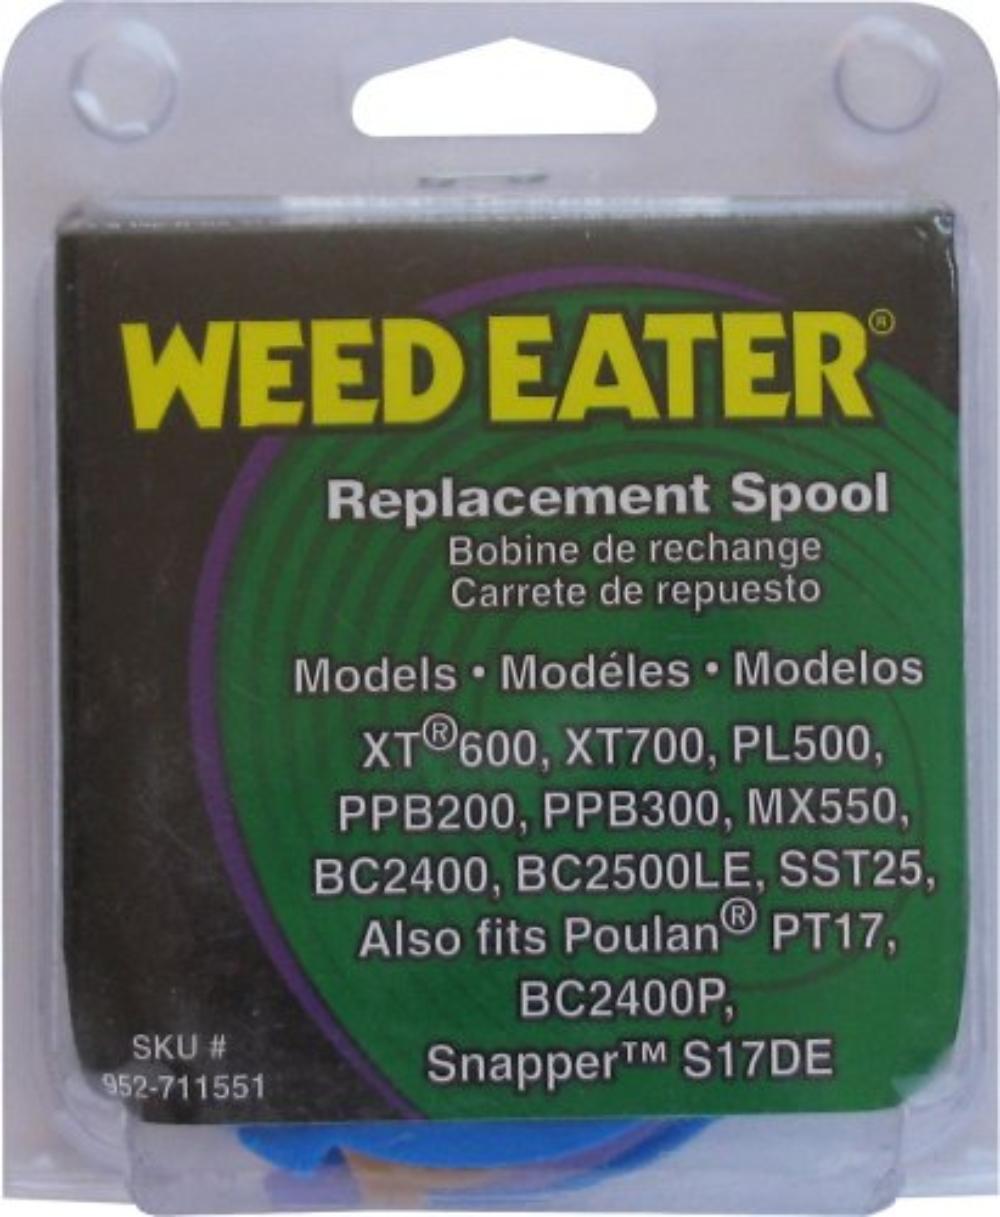 WEED EATER®
Replacement Spool
Bobine de rechange
Carrete de repuesto
Models • Modéles • Modelos
XT®600, XT700, PL500,
PPB200, PPB300, MX550,
BC2400, BC2500LE, SST25,
Also fits Poulan® PT17,
BC2400P,
Snapper™ S17DE
SKU #
952-711551